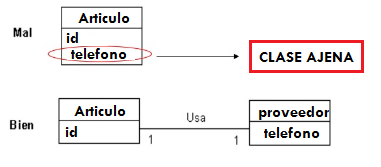 Mal
Articulo
id
telefono
CLASE AJENA
Bien
Articulo
id
Usa
1
1
proveedor
telefono